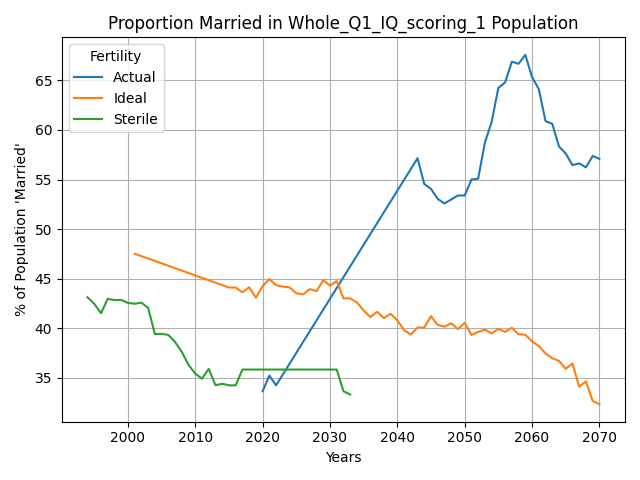 Proportion Married in Whole_Q1_IQ_scoring_1 Population
Fertility
Actual
Ideal
Sterile
% of Population 'Married'
65
60
55
50
45
40
35
2000
2010
2020
2030
2040
2050
2060
2070
Years